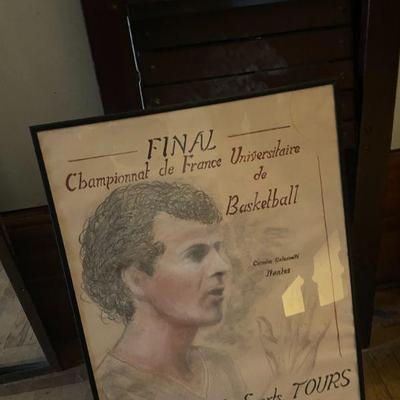 FINAL
Championnat de France Universitaire
de
Basketball
Nantes
TOURS